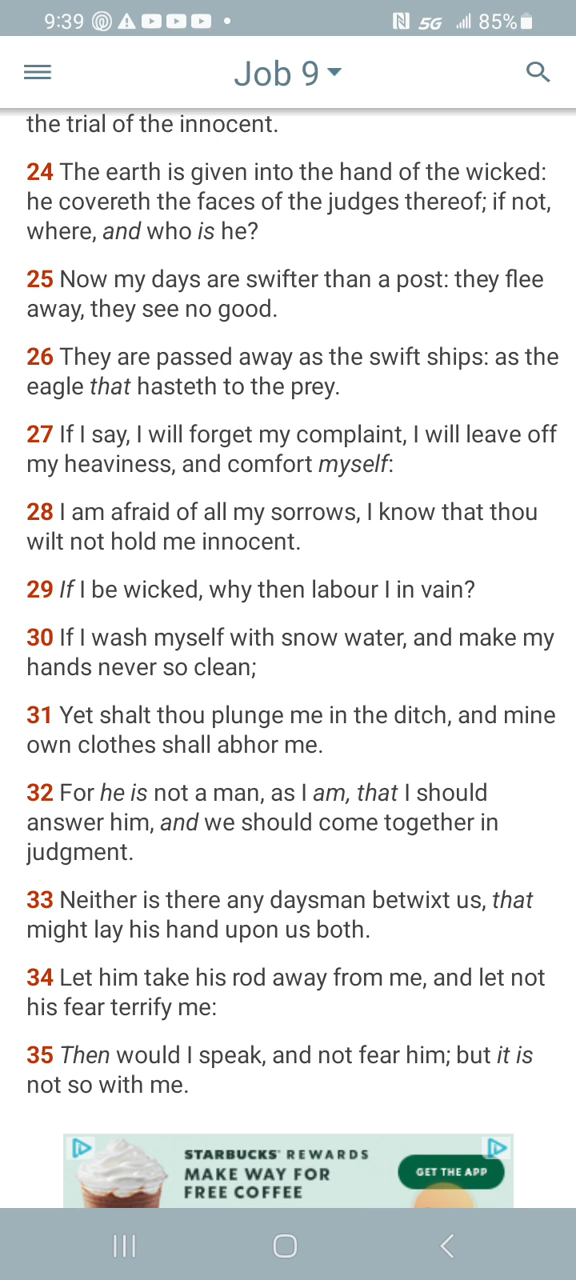 9:39
5G
85%
Job 9
the trial of the innocent.
24 The earth is given into the hand of the wicked:
he covereth the faces of the judges thereof; if not,
where, and who is he?
25 Now my days are swifter than a post: they flee
away, they see no good.
26 They are passed away as the swift ships: as the
eagle that hasteth to the prey.
27 If I say, I will forget my complaint, I will leave off
my heaviness, and comfort myself:
28 I am afraid of all my sorrows, I know that thou
wilt not hold me innocent.
29 If I be wicked, why then labour I in vain?
30 If I wash myself with snow water, and make my
hands never so clean;
31 Yet shalt thou plunge me in the ditch, and mine
own clothes shall abhor me.
32 For he is not a man, as I am, that I should
answer him, and we should come together in
judgment.
33 Neither is there any daysman betwixt us, that
might lay his hand upon us both.
34 Let him take his rod away from me, and let not
his fear terrify me:
35 Then would I speak, and not fear him; but it is
not so with me.
STARBUCKS® REWARDS
MAKE WAY FOR
FREE COFFEE
GET THE APP